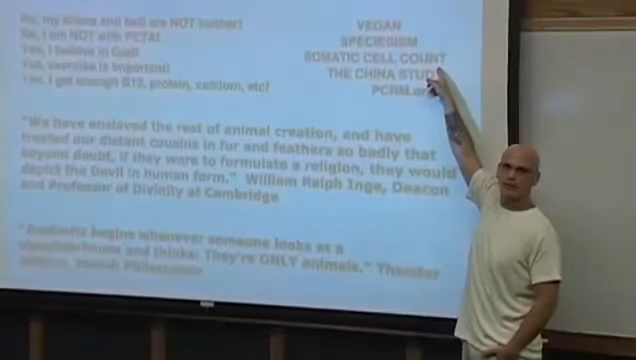 No, my shoes and belt are NOT leather!
No, I am NOT with PETA!
Yes, I believe in God!
Yes, exercise is important!
Yes, I get enough B12, protein, calcium, etc!
VEGAN
SPECIESISM
SOMATIC CELL COUNT
THE CHINA STUDY
PCRM.org
"We have enslaved the rest of animal creation, and have
treated our distant cousins in fur and feathers so badly that
beyond doubt, if they were to formulate a religion, they would
depict the Devil in human form." William Ralph Inge, Deacon
and Professor of Divinity at Cambridge
begins whenever someone looks at a
slaughterhouse and thinks: They're ONLY animals." Theodor